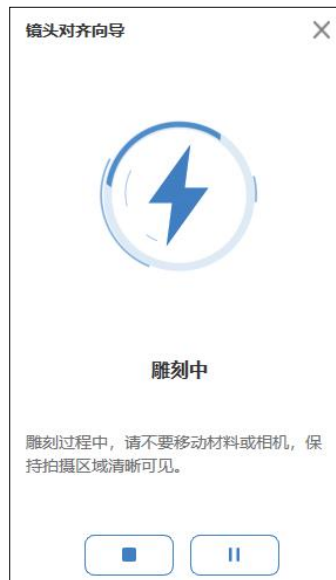 镜头对齐向导
雕刻中
雕刻过程中，请不要移动材料或相机，保
持拍摄区域清晰可见。